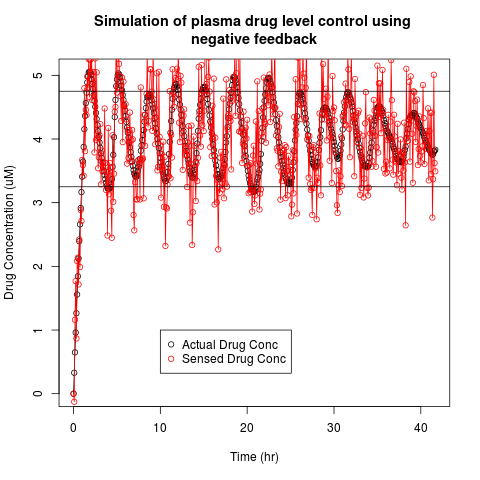 Simulation of plasma drug level control using
negative feedback
Drug Concentration (uM)
5
4
3
2
1
0
Actual Drug Conc
Sensed Drug Conc
0 10 20 30 40
Time (hr)